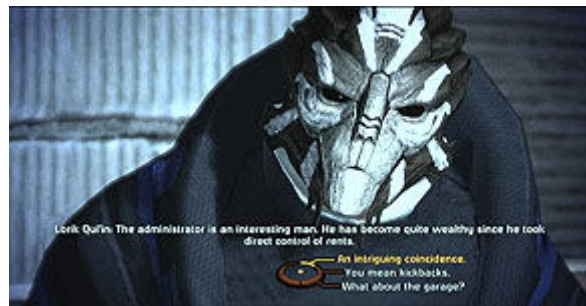 Lorik Qui'in: The administrator is an interesting man. He has become quite wealthy since he took
direct control of rents.
An intriguing coincidence.
You mean kickbacks.
What about the garage?